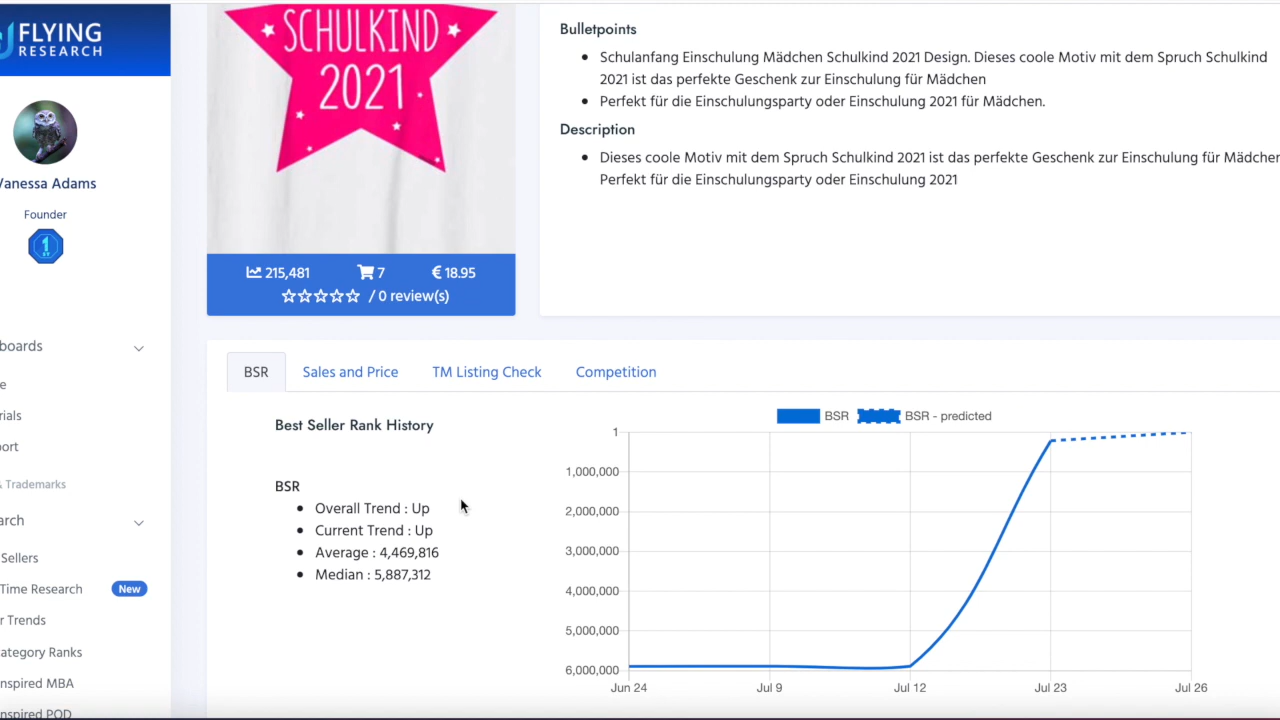 FLYING
RESEARCH
Vanessa Adams
Founder
1
boards
e
rials
ort
& Trademarks
arch
Sellers
Time Research
New
r Trends
ategory Ranks
nspired MBA
nspired POD
SCHULKIND
2021
215,481
7
€ 18.95
/ 0 review(s)
Bulletpoints
Schulanfang Einschulung Mädchen Schulkind 2021 Design. Dieses coole Motiv mit dem Spruch Schulkind
2021 ist das perfekte Geschenk zur Einschulung für Mädchen
Perfekt für die Einschulungsparty oder Einschulung 2021 für Mädchen.
Description
Dieses coole Motiv mit dem Spruch Schulkind 2021 ist das perfekte Geschenk zur Einschulung für Mädchen
Perfekt für die Einschulungsparty oder Einschulung 2021
BSR
Sales and Price
TM Listing Check
Competition
Best Seller Rank History
BSR
Overall Trend : Up
Current Trend : Up
Average : 4,469,816
Median : 5,887,312
BSR
BSR - predicted
1
1,000,000
2,000,000
3,000,000
4,000,000
5,000,000
6,000,000
Jun 24
Jul 9
Jul 12
Jul 23
Jul 26